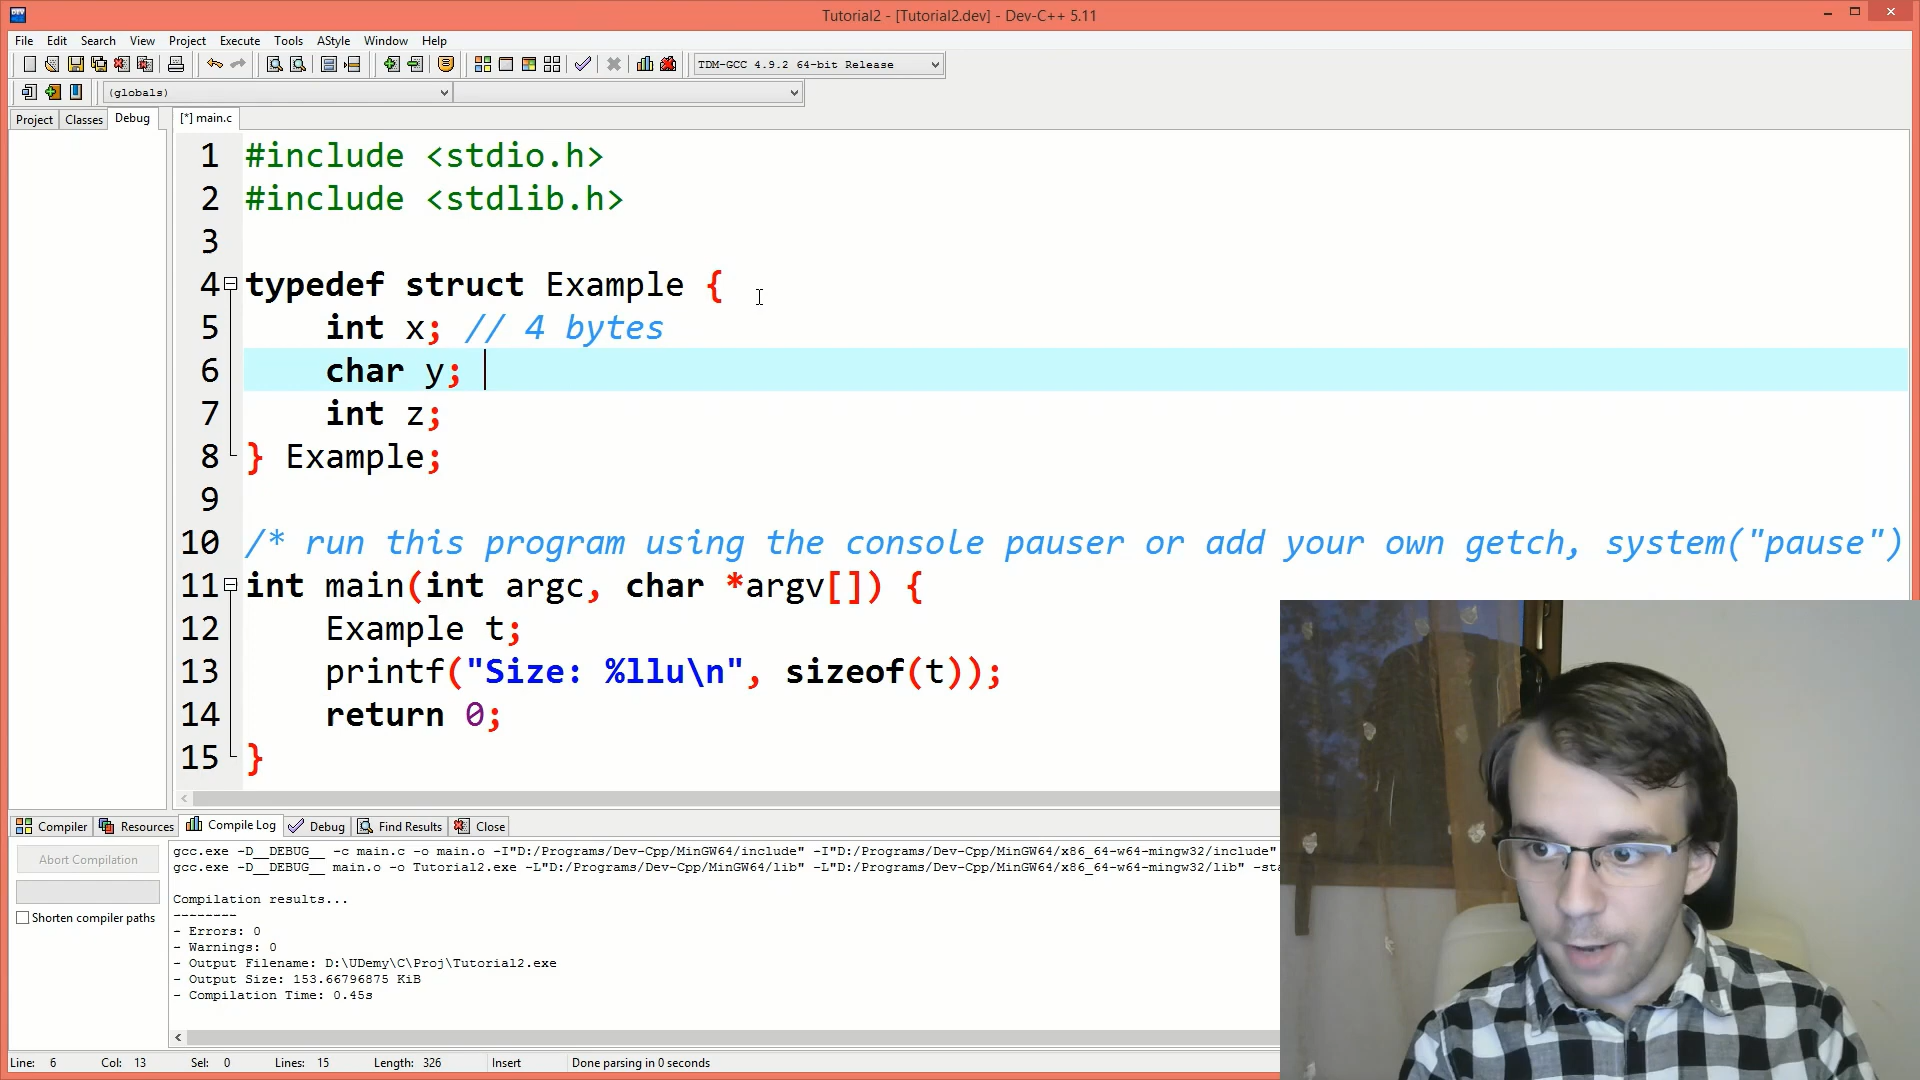 Tutorial2 - [Tutorial2.dev] - Dev-C++ 5.11
File Edit Search View Project Execute Tools AStyle Window Help
TDM-GCC 4.9.2 64-bit Release
(globals)
Project Classes Debug [*] main.c
1 #include <stdio.h>
2 #include <stdlib.h>
3
4 typedef struct Example {
5 int x; // 4 bytes
6 char y;
7 int z;
8 } Example;
9
10 /* run this program using the console pauser or add your own getch, system("pause")
11 int main(int argc, char *argv[]) {
12 Example t;
13 printf("Size: %llu\n", sizeof(t));
14 return 0;
15 }
Compiler Resources Compile Log Debug Find Results Close
Abort Compilation
Shorten compiler paths
gcc.exe -D__DEBUG__ -c main.c -o main.o -I"D:/Programs/Dev-Cpp/MinGW64/include" -I"D:/Programs/Dev-Cpp/MinGW64/x86_64-w64-mingw32/include"
gcc.exe -D__DEBUG__ main.o -o Tutorial2.exe -L"D:/Programs/Dev-Cpp/MinGW64/lib" -L"D:/Programs/Dev-Cpp/MinGW64/x86_64-w64-mingw32/lib" -sta
Compilation results...
--------
- Errors: 0
- Warnings: 0
- Output Filename: D:\UDemy\C\Proj\Tutorial2.exe
- Output Size: 153.66796875 KiB
- Compilation Time: 0.45s
Line: 6 Col: 13 Sel: 0 Lines: 15 Length: 326 Insert Done parsing in 0 seconds